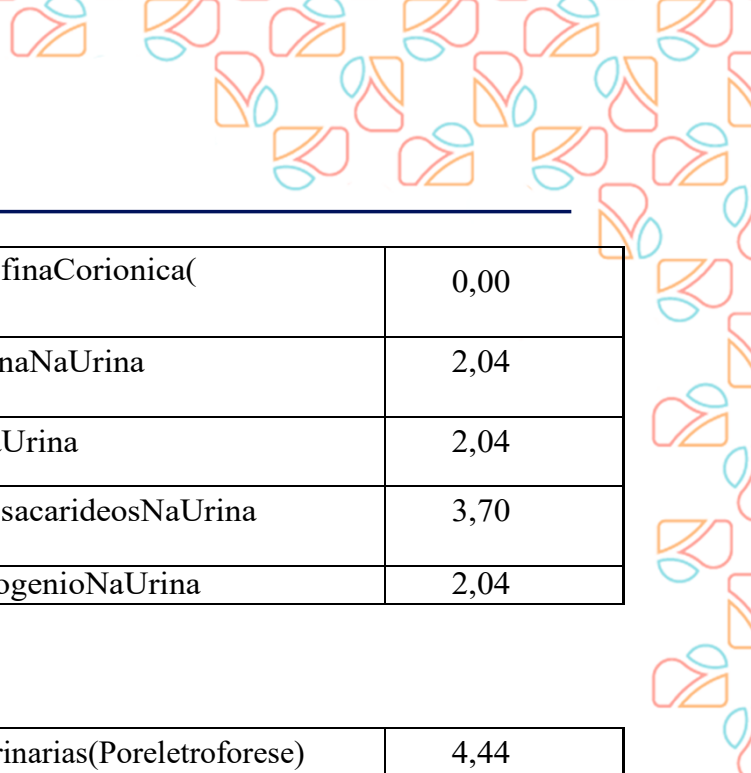 finaCorionica( 0,00
naNaUrina 2,04
Urina 2,04
sacarideosNaUrina 3,70
ogenioNaUrina 2,04
rinarias(Poreletroforese) 4,44